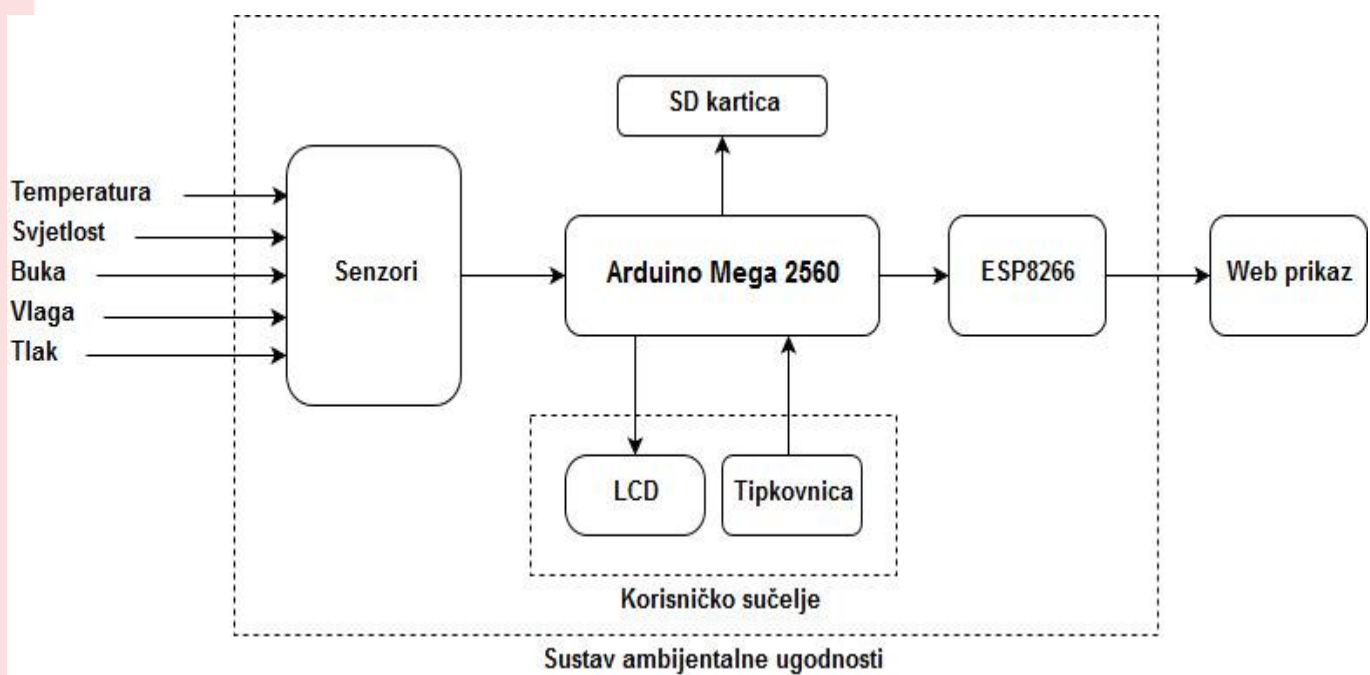 SD kartica
Temperatura
Svjetlost
Buka
Vlaga
Tlak
Senzori
Arduino Mega 2560
ESP8266
Web prikaz
LCD
Tipkovnica
Korisničko sučelje
Sustav ambijentalne ugodnosti